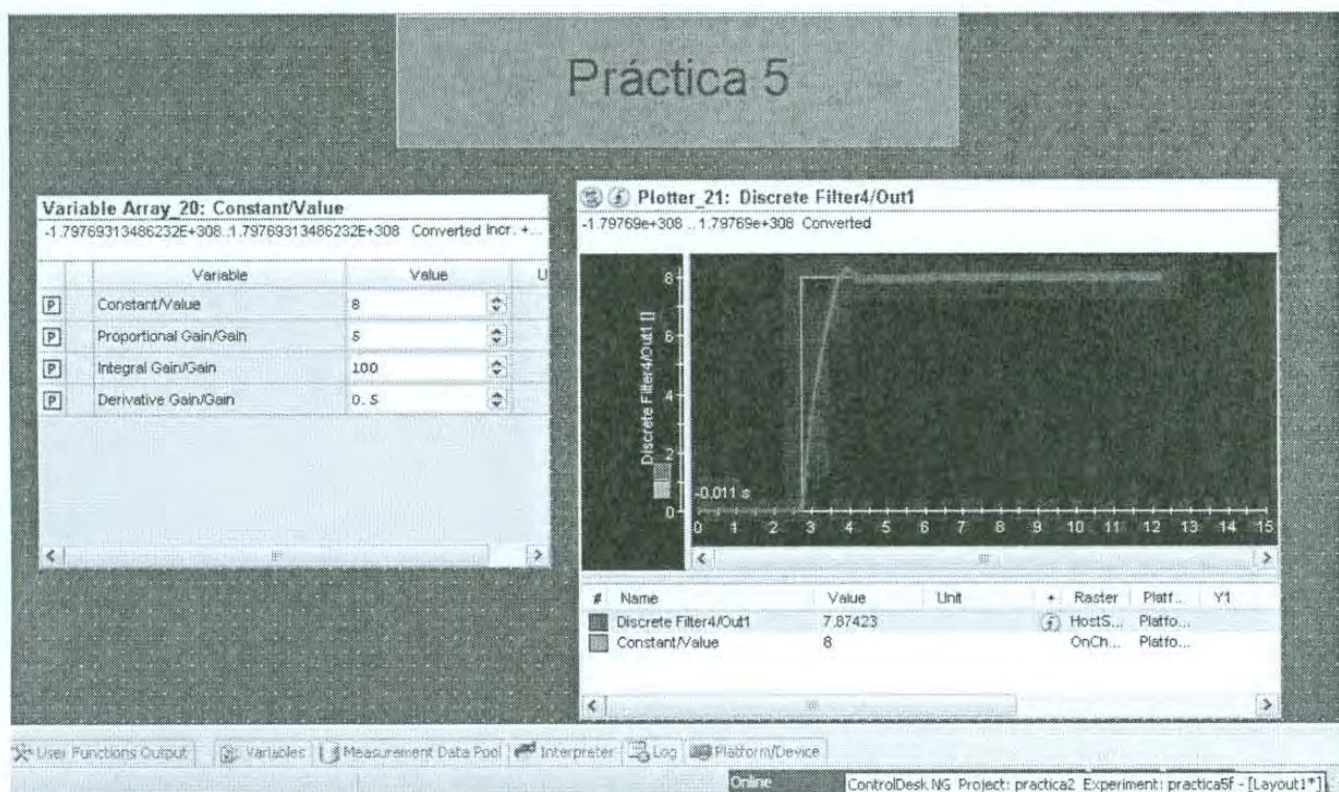 Práctica 5
Variable Array_20: Constant/Value
-1.79769313486232E+308..1.79769313486232E+308 Converted Incr. +...
Variable Value U
P Constant/Value 8
P Proportional Gain/Gain 5
P Integral Gain/Gain 100
P Derivative Gain/Gain 0.5
Plotter_21: Discrete Filter4/Out1
-1.79769e+308 .. 1.79769e+308 Converted
Discrete Filter4/Out1 []
8
6
4
2
0
-0.011 s
0 1 2 3 4 5 6 7 8 9 10 11 12 13 14 15
# Name Value Unit + Raster Platf... Y1
Discrete Filter4/Out1 7.87423 HostS... Platfo...
Constant/Value 8 OnCh... Platfo...
User Functions Output Variables Measurement Data Pool Interpreter Log Platform/Device
Online ControlDesk NG Project: practica2 Experiment: practica5f - [Layout1*]